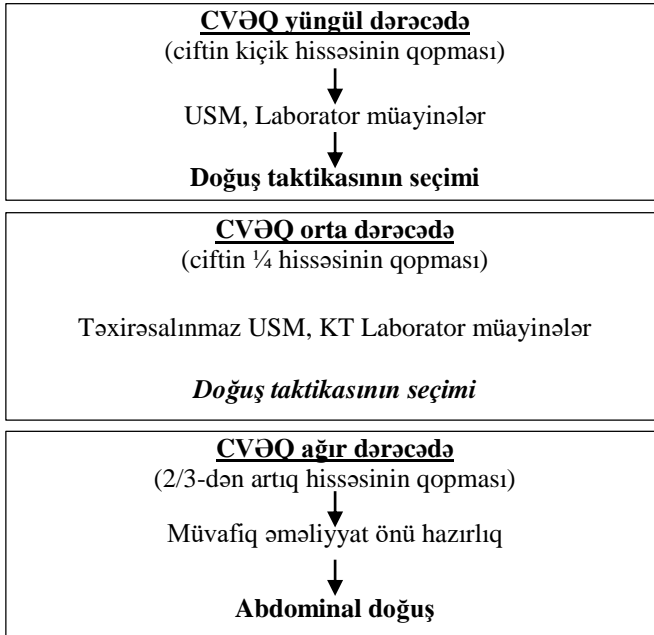 CVƏQ yüngül dərəcədə
(ciftin kiçik hissəsinin qopması)
USM, Laborator müayinələr
Doğuş taktikasının seçimi
CVƏQ orta dərəcədə
(ciftin ¼ hissəsinin qopması)
Təxirəsalınmaz USM, KT Laborator müayinələr
Doğuş taktikasının seçimi
CVƏQ ağır dərəcədə
(2/3-dən artıq hissəsinin qopması)
Müvafiq əməliyyat önü hazırlıq
Abdominal doğuş